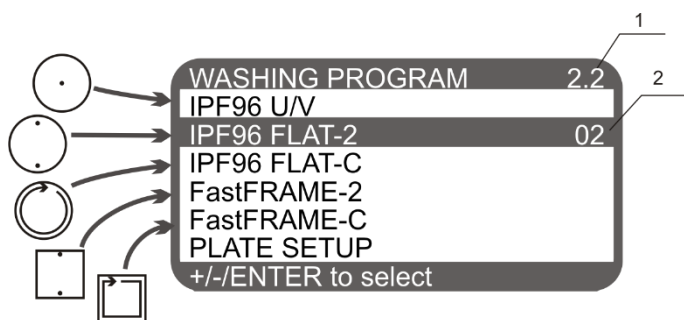 1
WASHING PROGRAM 2.2
2
IPF96 U/V
IPF96 FLAT-2 02
IPF96 FLAT-C
FastFRAME-2
FastFRAME-C
PLATE SETUP
+/-/ENTER to select